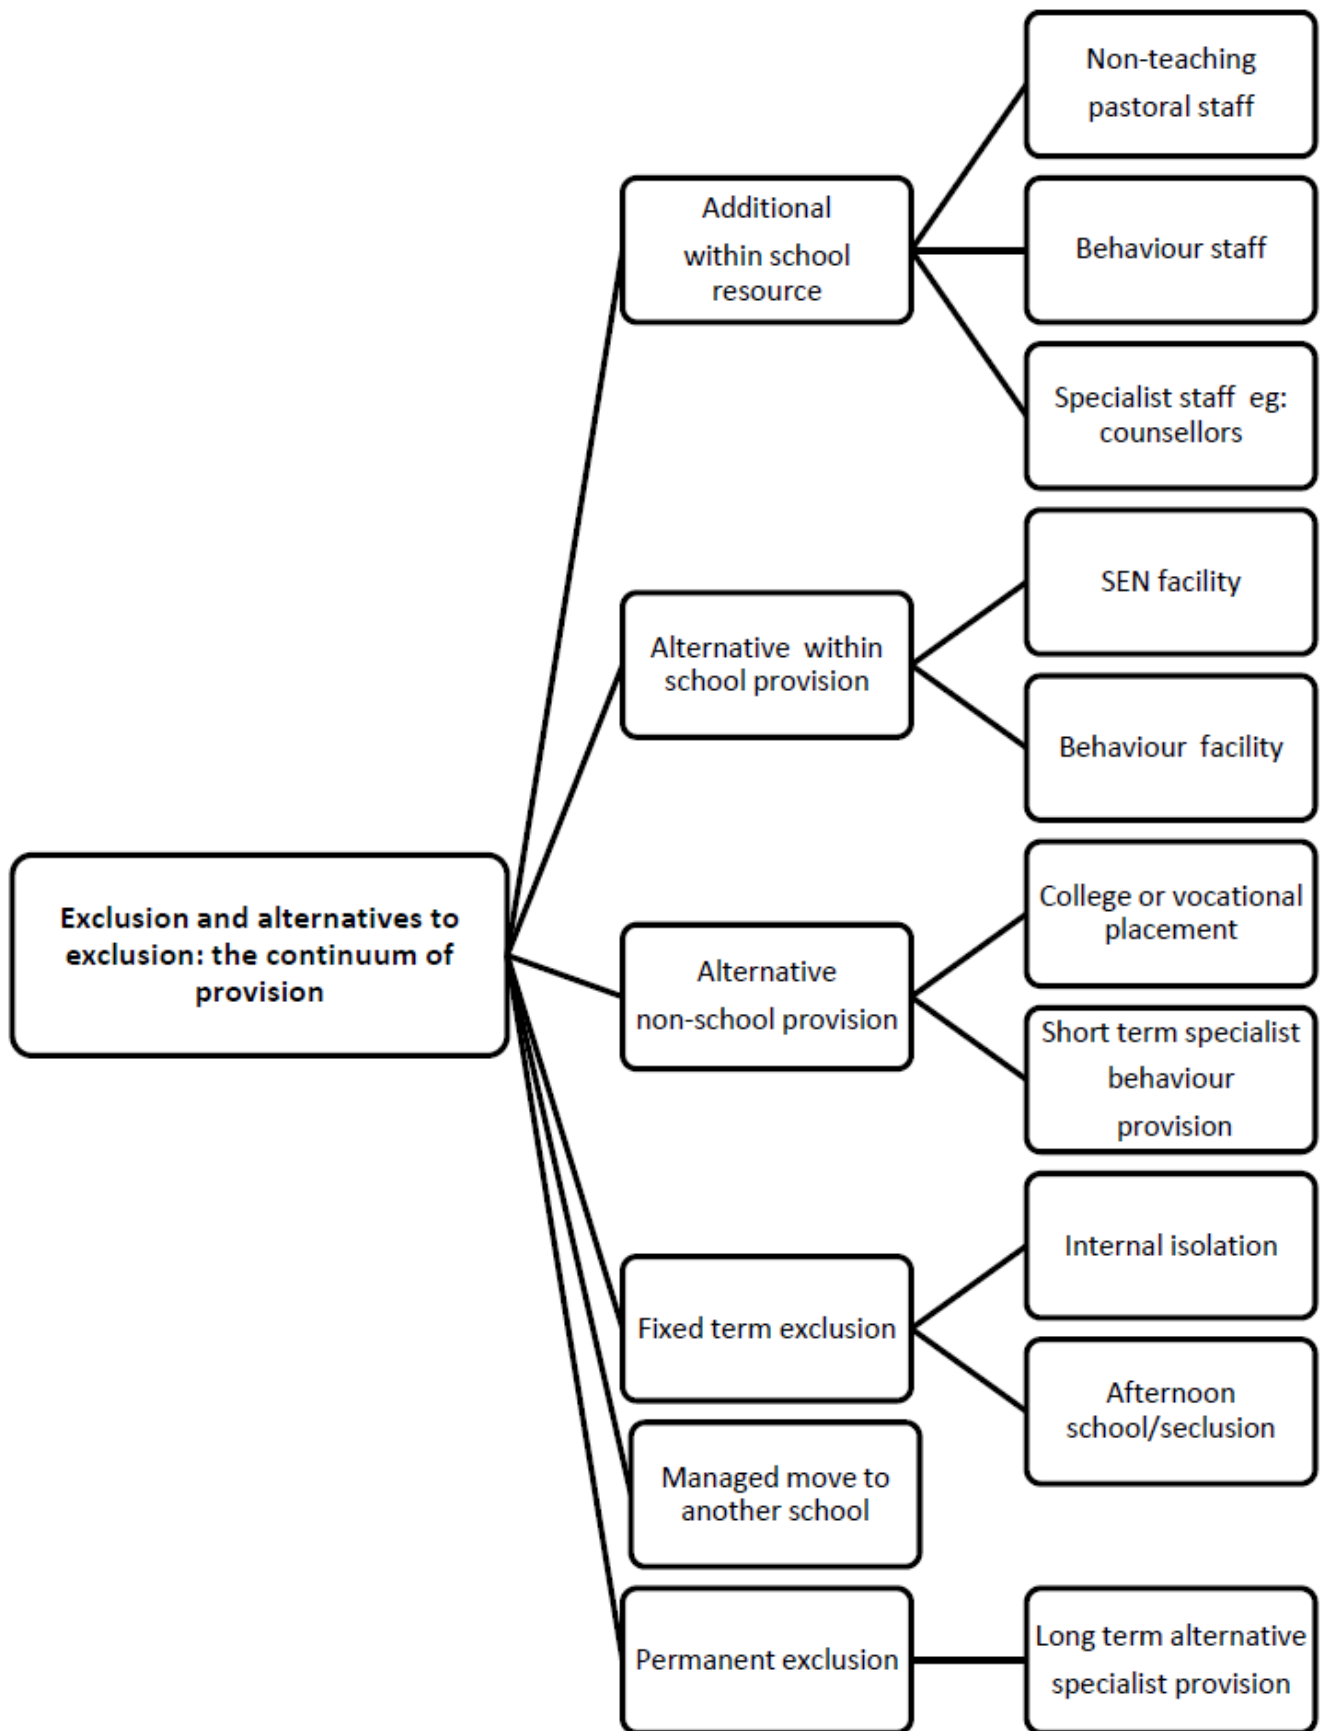 Non-teaching
pastoral staff
Additional
within school
resource
Behaviour staff
Specialist staff eg:
counsellors
SEN facility
Alternative within
school provision
Behaviour facility
Exclusion and alternatives to
exclusion: the continuum of
provision
College or vocational
placement
Alternative
non-school provision
Short term specialist
behaviour
provision
Internal isolation
Fixed term exclusion
Afternoon
school/seclusion
Managed move to
another school
Permanent exclusion
Long term alternative
specialist provision